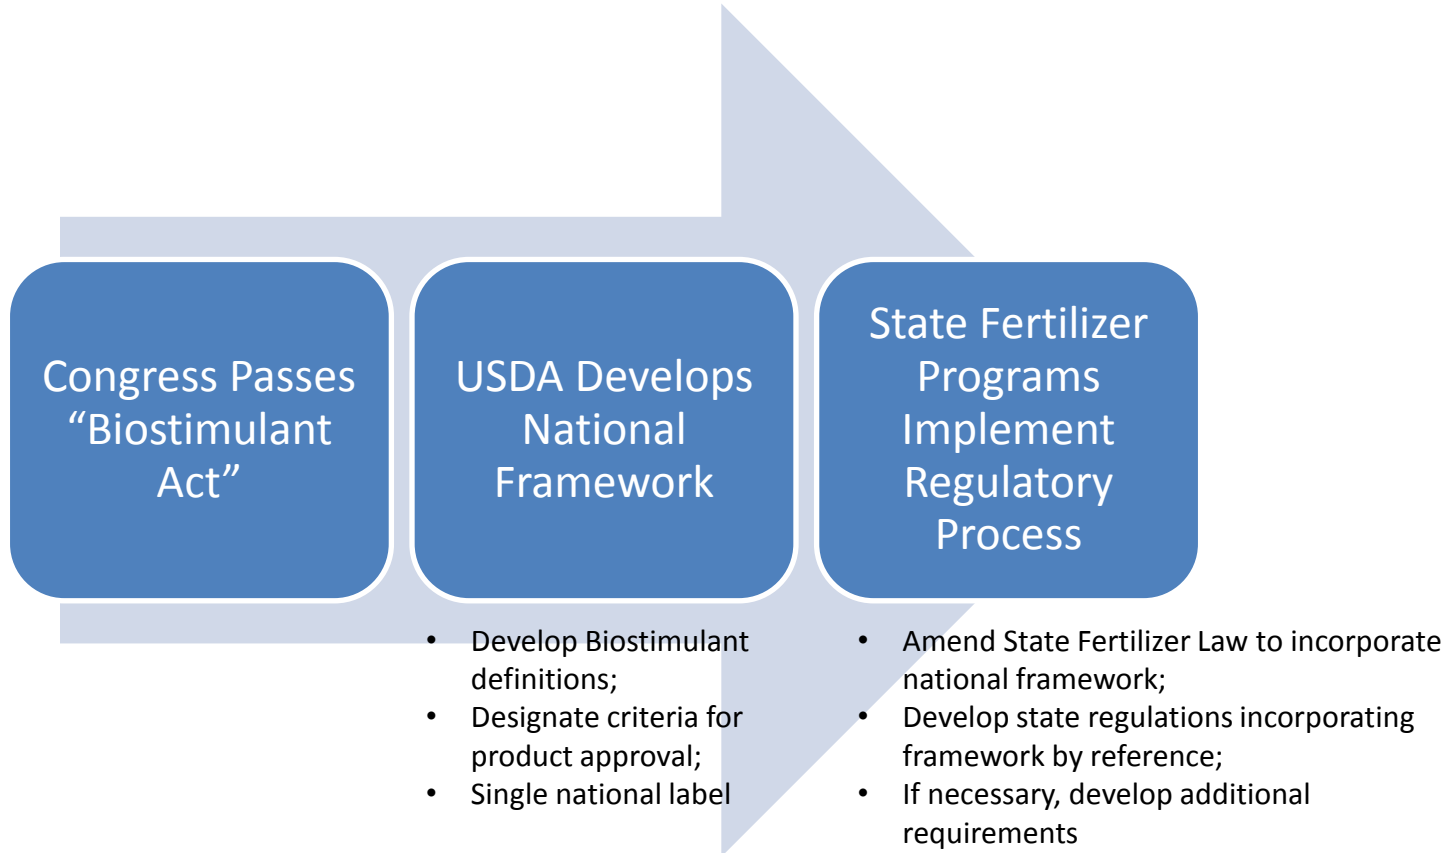 Congress Passes
“Biostimulant
Act”
USDA Develops
National
Framework
State Fertilizer
Programs
Implement
Regulatory
Process
• Develop Biostimulant
definitions;
• Designate criteria for
product approval;
• Single national label
• Amend State Fertilizer Law to incorporate
national framework;
• Develop state regulations incorporating
framework by reference;
• If necessary, develop additional
requirements